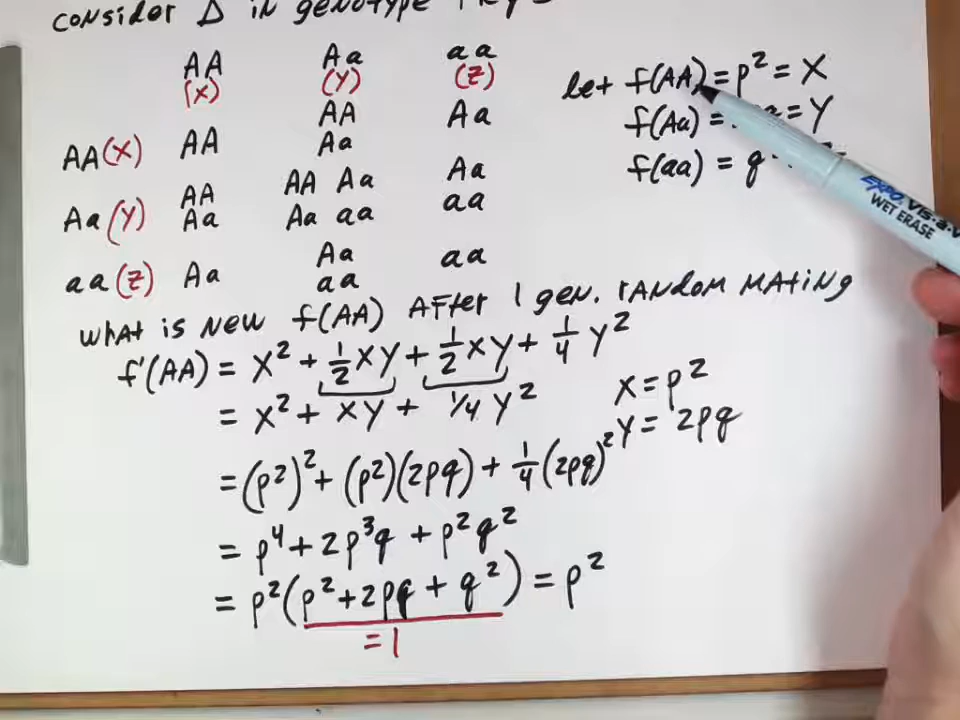 CONSIDER Δ IN GENOTYPE
AA Aa aa
(X) (Y) (Z)
AA(X) AA AA Aa Aa
Aa(Y) AA Aa AA Aa Aa aa Aa aa
aa(Z) Aa Aa aa aa
let f(AA) = p² = X
f(Aa) = = Y
f(aa) = q
WHAT IS NEW f(AA) AFTER 1 GEN. RANDOM MATING
f'(AA) = X² + ½XY + ½XY + ¼Y²
= X² + XY + 1/4 Y²
X = p²
Y = 2pq
= (p²)² + (p²)(2pq) + ¼(2pq)²
= p⁴ + 2p³q + p²q²
= p²(p² + 2pq + q²) = p²
= 1
EXPO VIS-à-VIS
WET ERASE